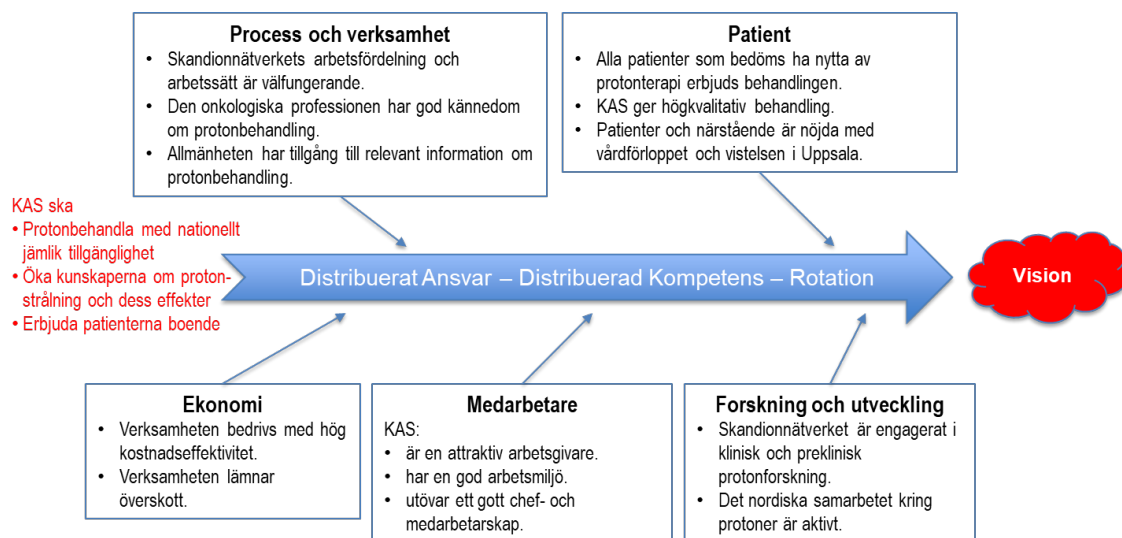 Process och verksamhet
• Skandionnätverkets arbetsfördelning och
arbetssätt är välfungerande.
• Den onkologiska professionen har god kännedom
om protonbehandling.
• Allmänheten har tillgång till relevant information om
protonbehandling.
Patient
• Alla patienter som bedöms ha nytta av
protonterapi erbjuds behandlingen.
• KAS ger högkvalitativ behandling.
• Patienter och närstående är nöjda med
vårdförloppet och vistelsen i Uppsala.
KAS ska
• Protonbehandla med nationellt
jämlik tillgänglighet
• Öka kunskaperna om proton-
strålning och dess effekter
• Erbjuda patienterna boende
Distribuerat Ansvar – Distribuerad Kompetens – Rotation
Vision
Ekonomi
• Verksamheten bedrivs med hög
kostnadseffektivitet.
• Verksamheten lämnar
överskott.
Medarbetare
KAS:
• är en attraktiv arbetsgivare.
• har en god arbetsmiljö.
• utövar ett gott chef- och
medarbetarskap.
Forskning och utveckling
• Skandionnätverket är engagerat i
klinisk och preklinisk
protonforskning.
• Det nordiska samarbetet kring
protoner är aktivt.